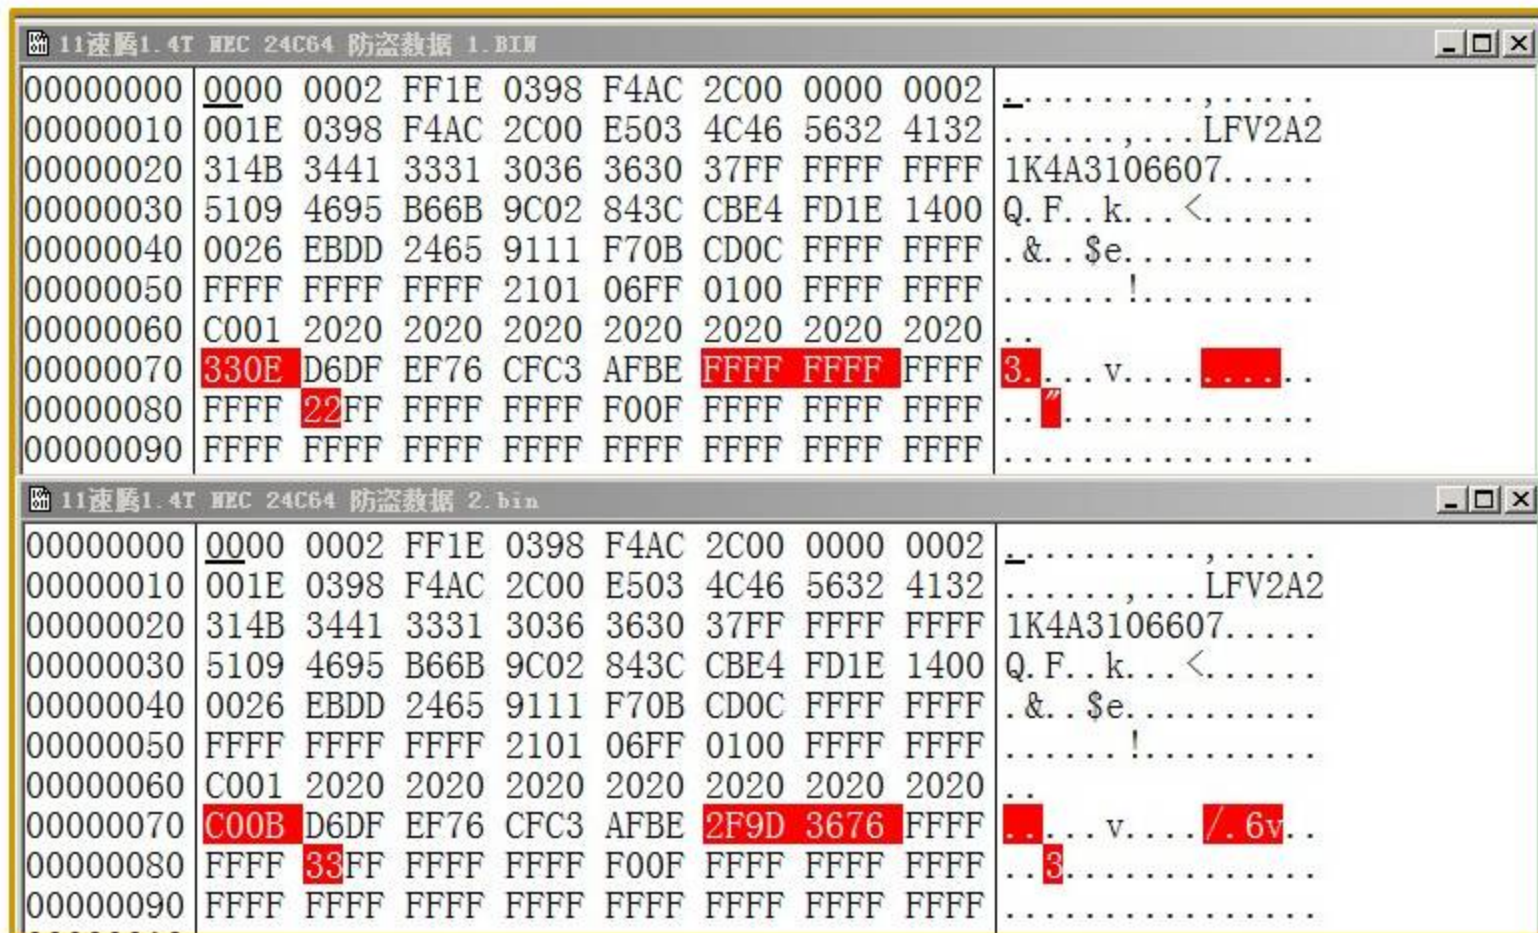 11速腾1.4T NEC 24C64 防盗数据 1.BIN
00000000 0000 0002 FF1E 0398 F4AC 2C00 0000 0002 ..........,.....
00000010 001E 0398 F4AC 2C00 E503 4C46 5632 4132 ......,...LFV2A2
00000020 314B 3441 3331 3036 3630 37FF FFFF FFFF 1K4A3106607.....
00000030 5109 4695 B66B 9C02 843C CBE4 FD1E 1400 Q.F..k...<......
00000040 0026 EBDD 2465 9111 F70B CD0C FFFF FFFF .&..$e..........
00000050 FFFF FFFF FFFF 2101 06FF 0100 FFFF FFFF ......!.........
00000060 C001 2020 2020 2020 2020 2020 2020 2020 ..
00000070 330E D6DF EF76 CFC3 AFBE FFFF FFFF FFFF 3....v..........
00000080 FFFF 22FF FFFF FFFF F00F FFFF FFFF FFFF ..".............
00000090 FFFF FFFF FFFF FFFF FFFF FFFF FFFF FFFF ................
11速腾1.4T NEC 24C64 防盗数据 2.bin
00000000 0000 0002 FF1E 0398 F4AC 2C00 0000 0002 ..........,.....
00000010 001E 0398 F4AC 2C00 E503 4C46 5632 4132 ......,...LFV2A2
00000020 314B 3441 3331 3036 3630 37FF FFFF FFFF 1K4A3106607.....
00000030 5109 4695 B66B 9C02 843C CBE4 FD1E 1400 Q.F..k...<......
00000040 0026 EBDD 2465 9111 F70B CD0C FFFF FFFF .&..$e..........
00000050 FFFF FFFF FFFF 2101 06FF 0100 FFFF FFFF ......!.........
00000060 C001 2020 2020 2020 2020 2020 2020 2020 ..
00000070 C00B D6DF EF76 CFC3 AFBE 2F9D 3676 FFFF .....v..../.6v..
00000080 FFFF 33FF FFFF FFFF F00F FFFF FFFF FFFF ..3.............
00000090 FFFF FFFF FFFF FFFF FFFF FFFF FFFF FFFF ................